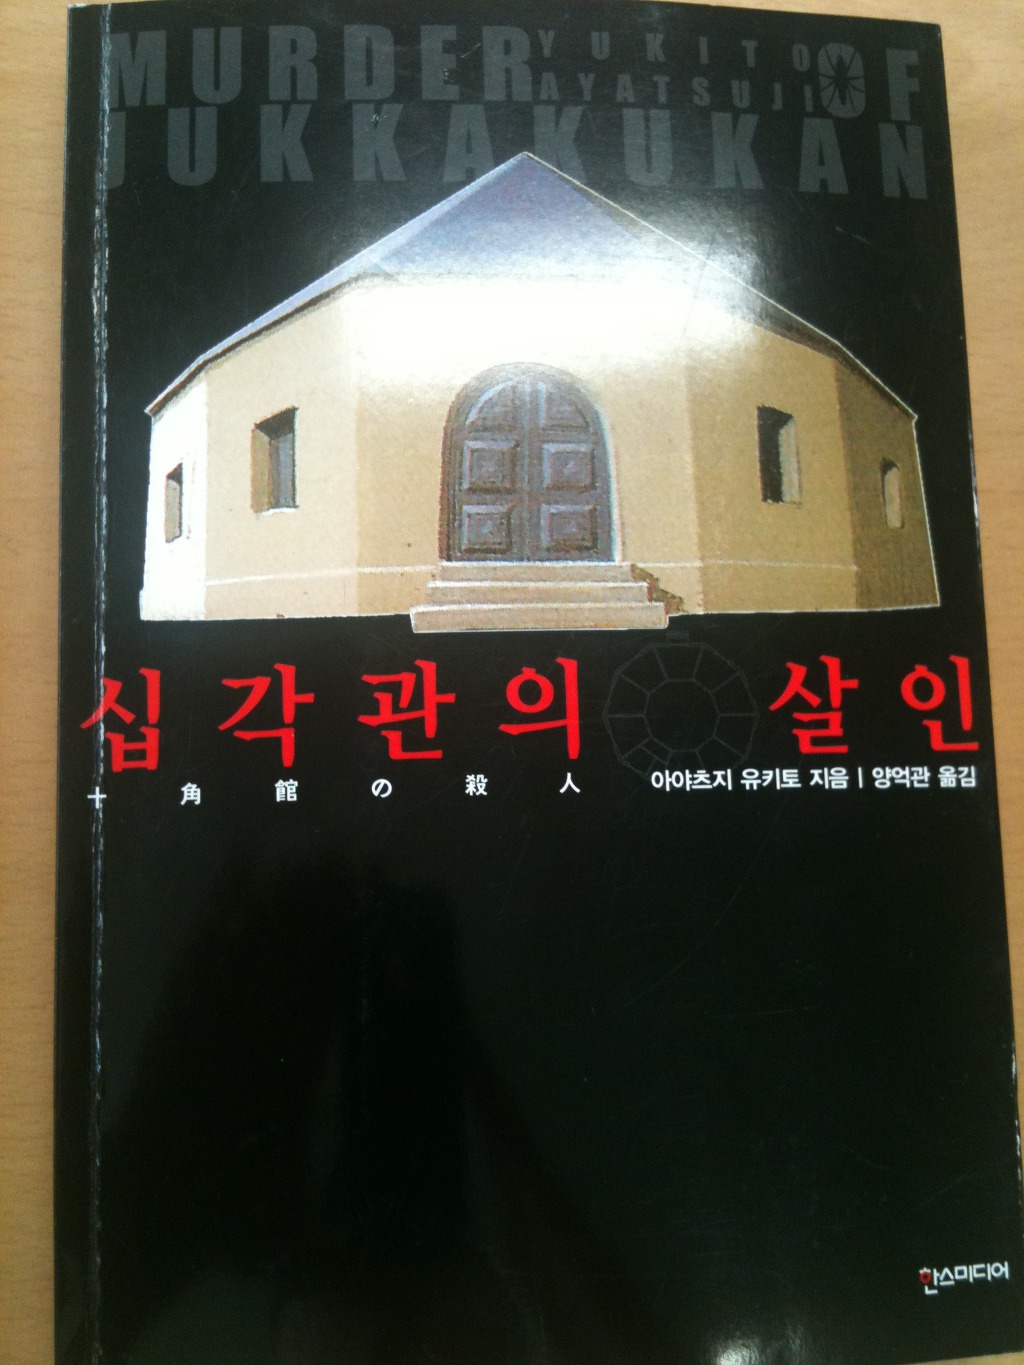 MURDER OF
YUKITO
AYATSUJI
JUKKAKUKAN
십각관의 살인
十角館の殺人
아야츠지 유키토 지음 | 양억관 옮김
한스미디어